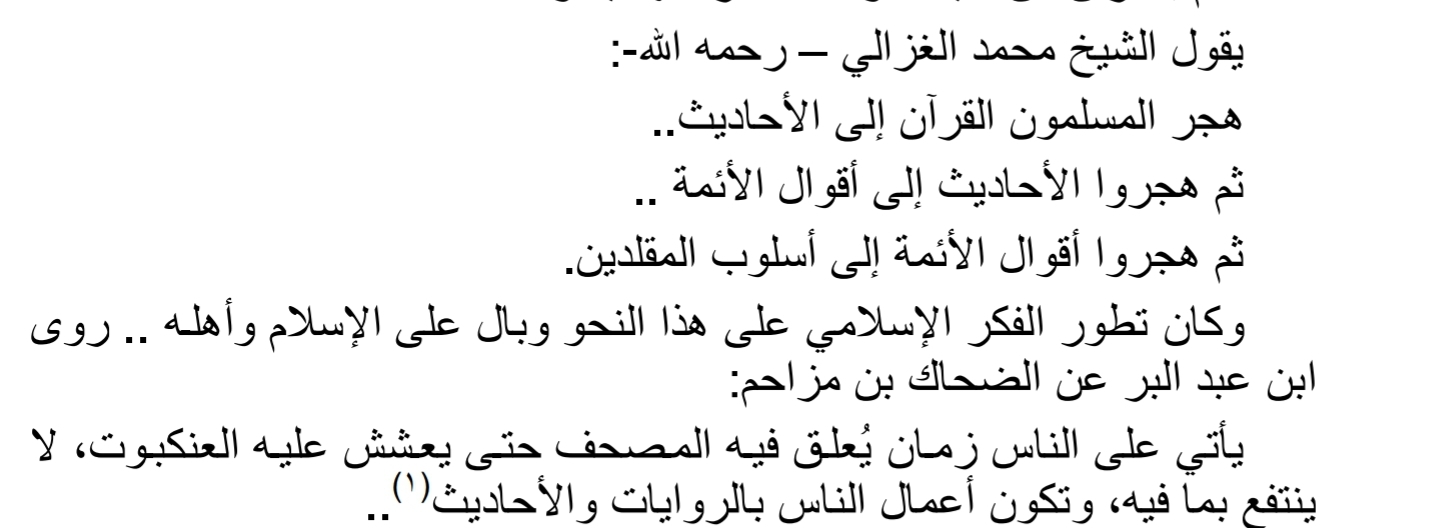 يقول الشيخ محمد الغزالي – رحمه الله-:
هجر المسلمون القرآن إلى الأحاديث..
ثم هجروا الأحاديث إلى أقوال الأئمة ..
ثم هجروا أقوال الأئمة إلى أسلوب المقلدين.
وكان تطور الفكر الإسلامي على هذا النحو وبال على الإسلام وأهله .. روى
ابن عبد البر عن الضحاك بن مزاحم:
يأتي على الناس زمان يُعلق فيه المصحف حتى يعشش عليه العنكبوت، لا
ينتفع بما فيه، وتكون أعمال الناس بالروايات والأحاديث(١)..